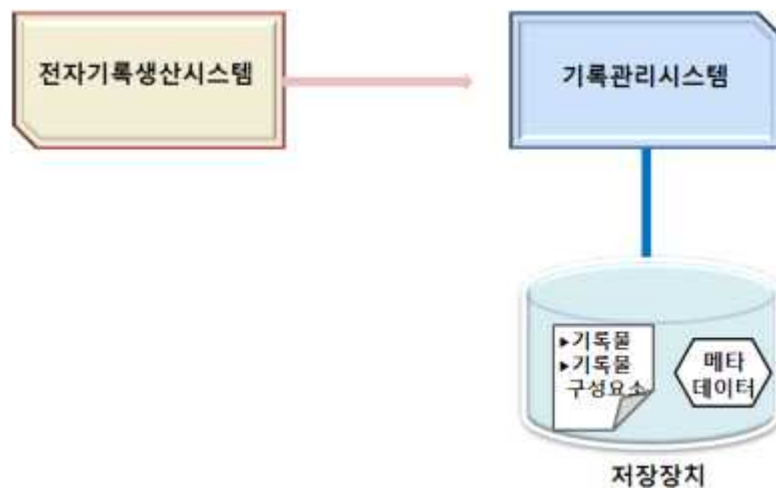 전자기록생산시스템
기록관리시스템
▸기록물
▸기록물
구성요소
메타
데이터
저장장치